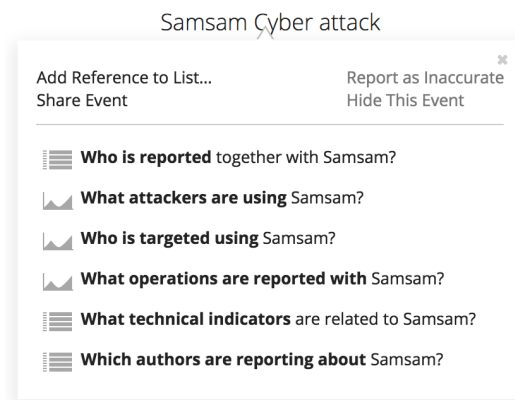 Samsam Cyber attack
Add Reference to List...
Report as Inaccurate
Share Event
Hide This Event
Who is reported together with Samsam?
What attackers are using Samsam?
Who is targeted using Samsam?
What operations are reported with Samsam?
What technical indicators are related to Samsam?
Which authors are reporting about Samsam?